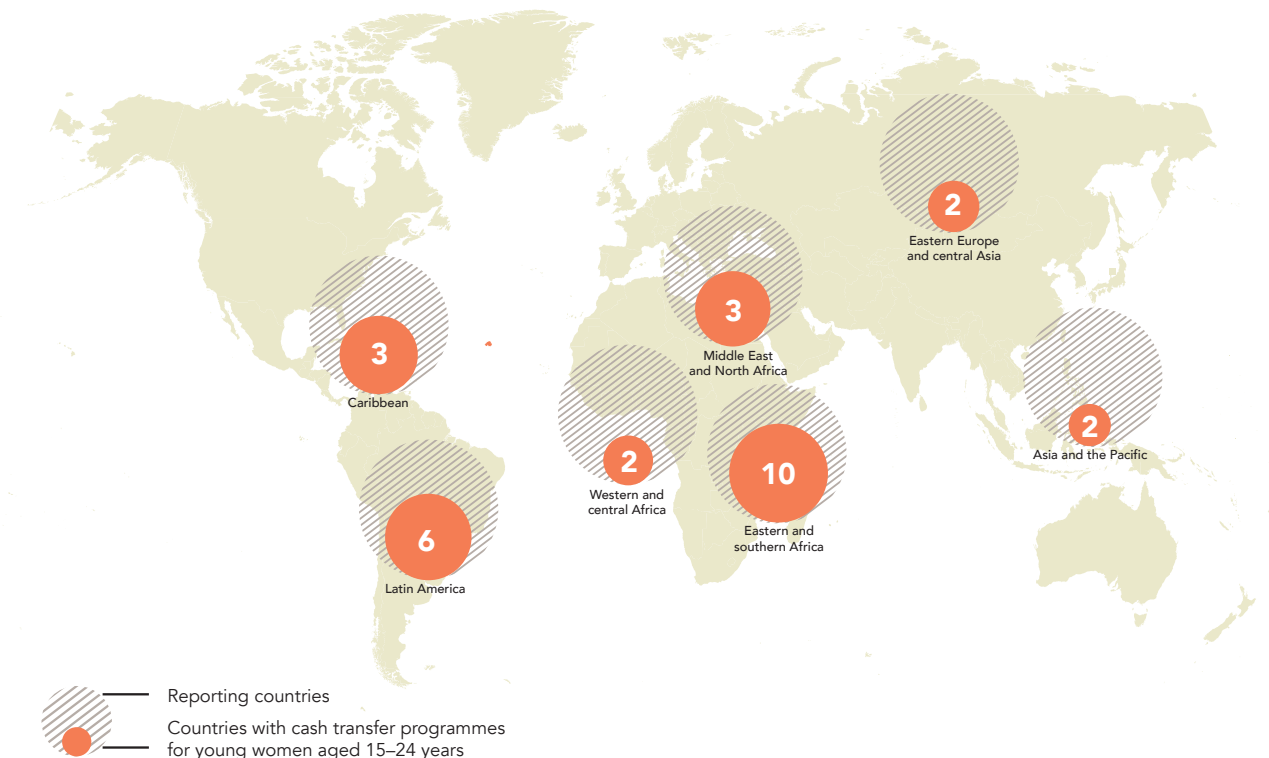 2
Eastern Europe
and central Asia
3
Middle East
and North Africa
3
Caribbean
2
Asia and the Pacific
2
Western and
central Africa
10
Eastern and
southern Africa
6
Latin America
Reporting countries
Countries with cash transfer programmes
for young women aged 15–24 years